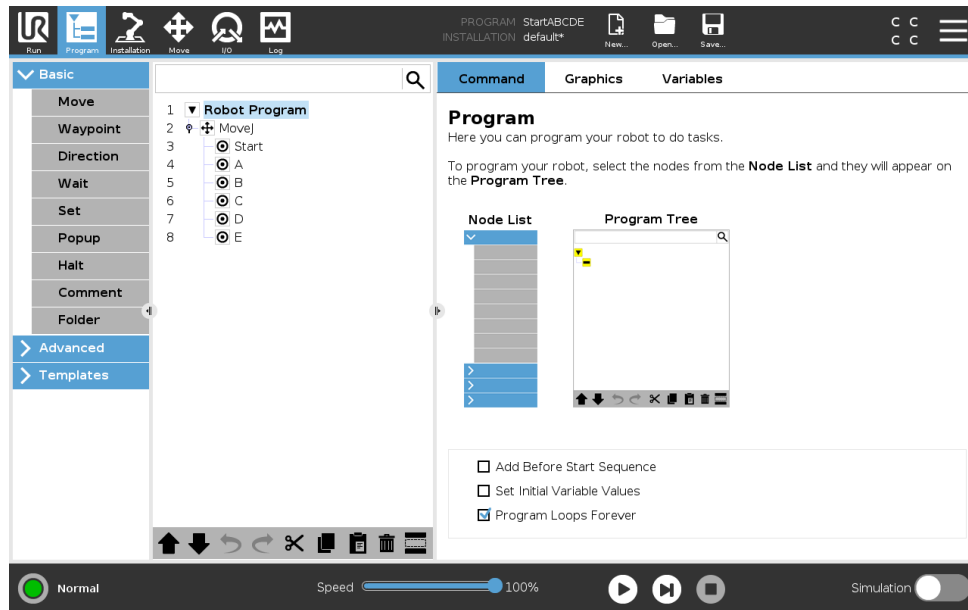 UR
Run
Program
Installation
Move
I/O
Log
PROGRAM StartABCDE
INSTALLATION default*
New...
Open...
Save...
C C
C C
Basic
Move
Waypoint
Direction
Wait
Set
Popup
Halt
Comment
Folder
Advanced
Templates
1 Robot Program
2 MoveJ
3 Start
4 A
5 B
6 C
7 D
8 E
Command Graphics Variables
Program
Here you can program your robot to do tasks.
To program your robot, select the nodes from the Node List and they will appear on
the Program Tree.
Node List Program Tree
Add Before Start Sequence
Set Initial Variable Values
Program Loops Forever
Normal
Speed 100%
Simulation